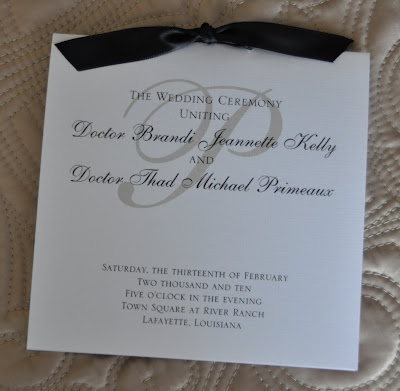 The Wedding Ceremony
Uniting
Doctor Brandi Jeannette Kelly
and
Doctor Thad Michael Primeaux
P
Saturday, the thirteenth of February
Two thousand and ten
Five o'clock in the evening
Town Square at River Ranch
Lafayette, Louisiana